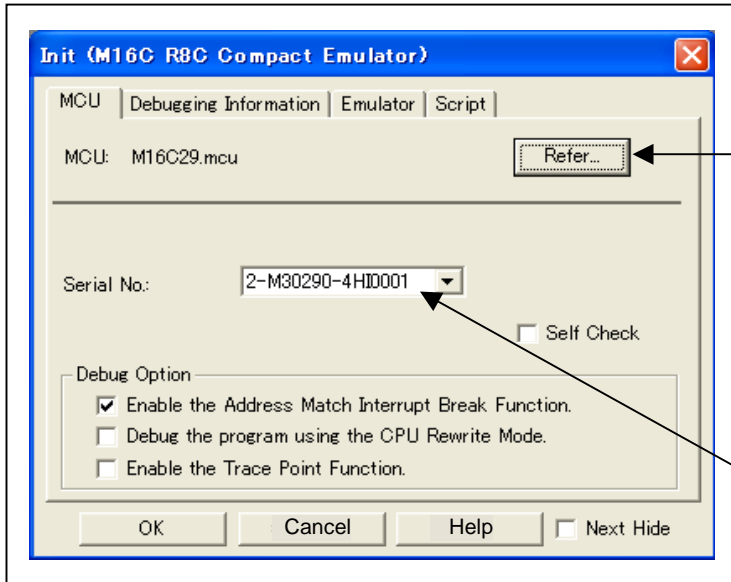 Init (M16C R8C Compact Emulator)
MCU Debugging Information Emulator Script
MCU: M16C29.mcu Refer...
Serial No.: 2-M30290-4HI0001
Self Check
Debug Option
Enable the Address Match Interrupt Break Function.
Debug the program using the CPU Rewrite Mode.
Enable the Trace Point Function.
OK Cancel Help Next Hide